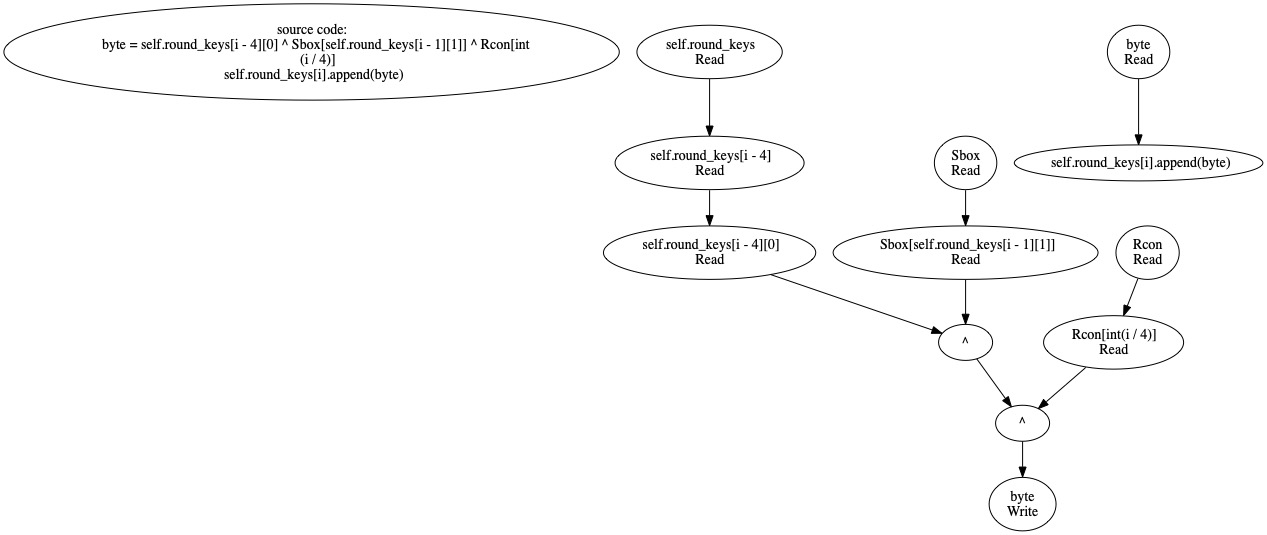 source code:
byte = self.round_keys[i - 4][0] ^ Sbox[self.round_keys[i - 1][1]] ^ Rcon[int
(i / 4)]
self.round_keys[i].append(byte)
self.round_keys
Read
byte
Read
self.round_keys[i - 4]
Read
Sbox
Read
self.round_keys[i].append(byte)
self.round_keys[i - 4][0]
Read
Sbox[self.round_keys[i - 1][1]]
Read
Rcon
Read
^
Rcon[int(i / 4)]
Read
^
byte
Write